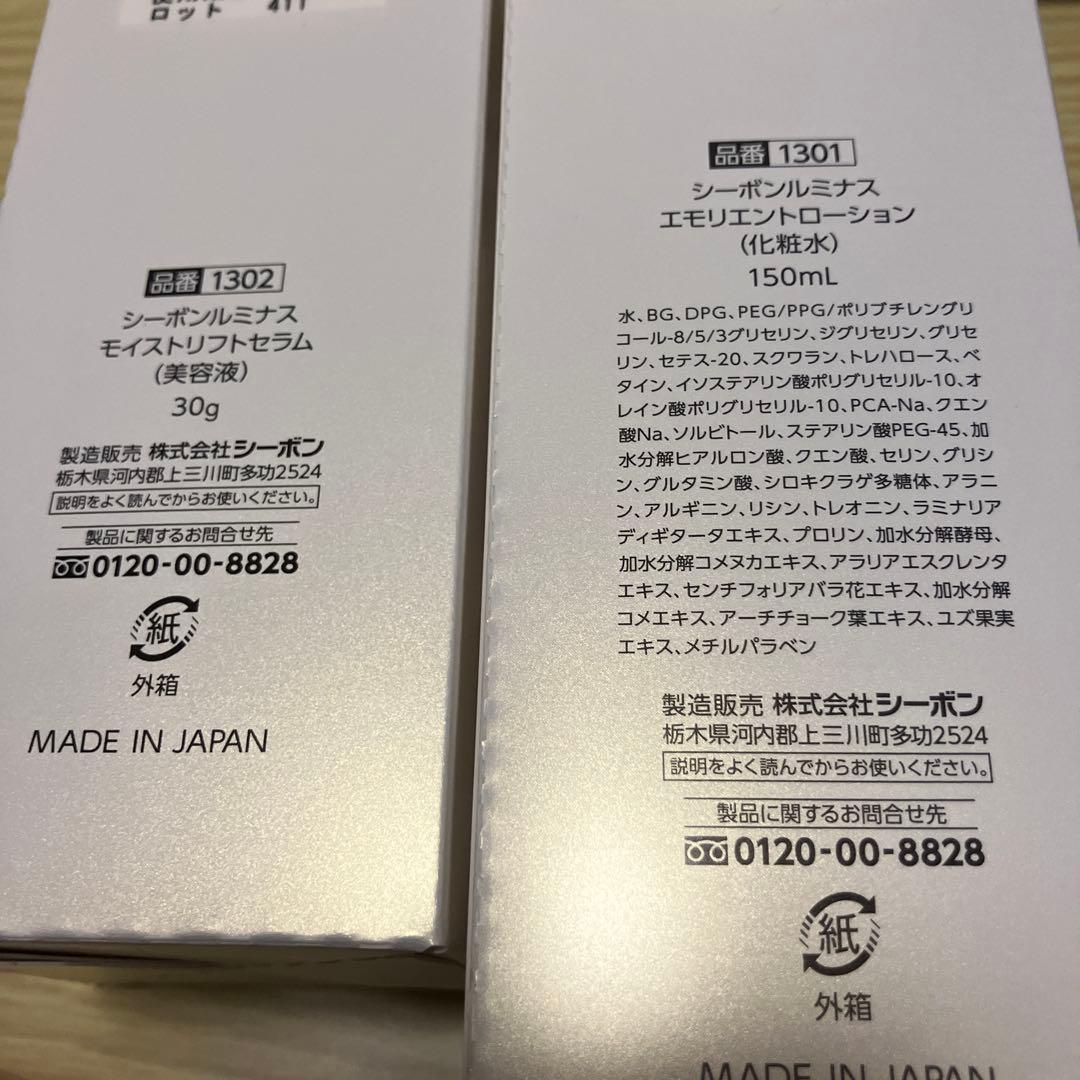 ロット 411
品番 1302
シーボンルミナス
モイストリフトセラム
(美容液)
30g
製造販売 株式会社シーボン
栃木県河内郡上三川町多功2524
説明をよく読んでからお使いください。
製品に関するお問合せ先
0120-00-8828
紙
外箱
MADE IN JAPAN
品番 1301
シーボンルミナス
エモリエントローション
(化粧水)
150mL
水、BG、DPG、PEG/PPG/ポリブチレングリ
コール-8/5/3グリセリン、ジグリセリン、グリセ
リン、セテス-20、スクワラン、トレハロース、ベ
タイン、イソステアリン酸ポリグリセリル-10、オ
レイン酸ポリグリセリル-10、PCA-Na、クエン
酸Na、ソルビトール、ステアリン酸PEG-45、加
水分解ヒアルロン酸、クエン酸、セリン、グリシ
ン、グルタミン酸、シロキクラゲ多糖体、アラニ
ン、アルギニン、リシン、トレオニン、ラミナリア
ディギタータエキス、プロリン、加水分解酵母、
加水分解コメヌカエキス、アラリアエスクレンタ
エキス、センチフォリアバラ花エキス、加水分解
コメエキス、アーチチョーク葉エキス、ユズ果実
エキス、メチルパラベン
製造販売 株式会社シーボン
栃木県河内郡上三川町多功2524
説明をよく読んでからお使いください。
製品に関するお問合せ先
0120-00-8828
紙
外箱
MADE IN JAPAN